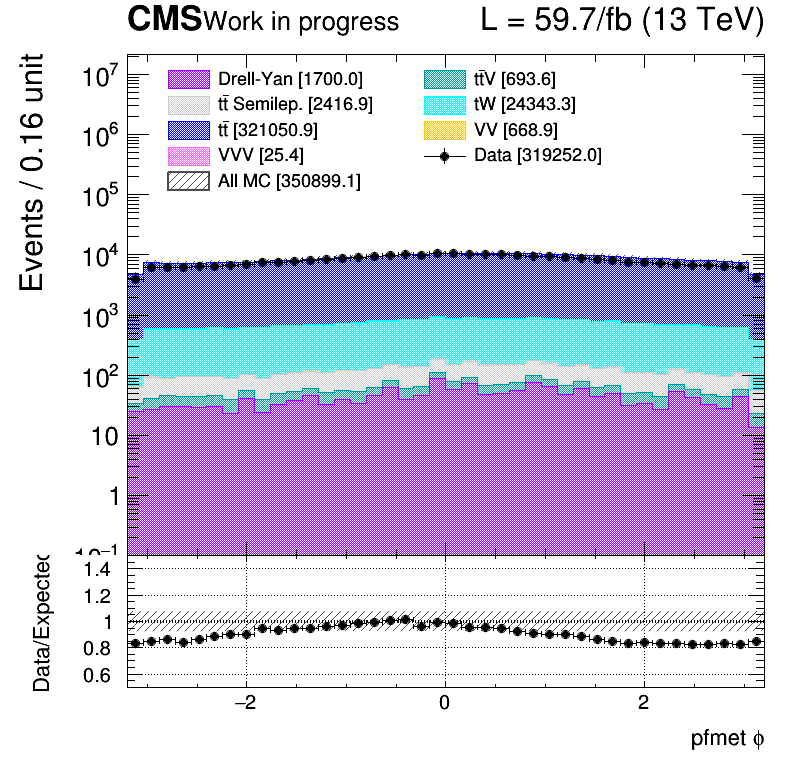 CMS Work in progress L = 59.7/fb (13 TeV)
Events / 0.16 unit
10⁷
10⁶
10⁵
10⁴
10³
10²
10
1
10⁻¹
Drell-Yan [1700.0]
tt̄ Semilep. [2416.9]
tt̄ [321050.9]
VVV [25.4]
All MC [350899.1]
tt̄V [693.6]
tW [24343.3]
VV [668.9]
Data [319252.0]
Data/Expected
1.4
1.2
1
0.8
0.6
−2 0 2
pfmet ϕ